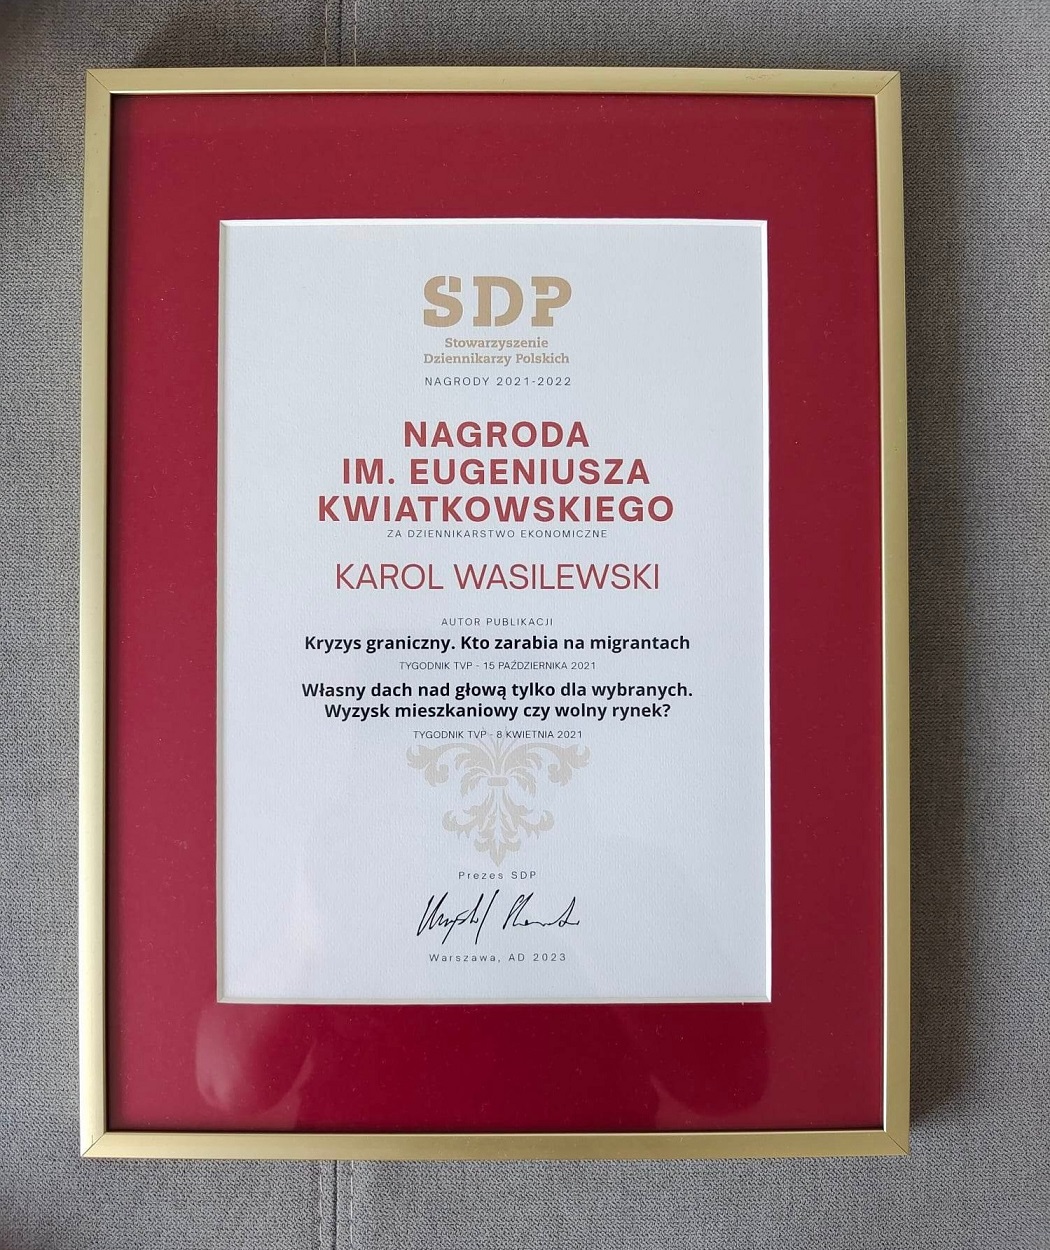 SDP
Stowarzyszenie
Dziennikarzy Polskich
NAGRODY 2021-2022
NAGRODA
IM. EUGENIUSZA
KWIATKOWSKIEGO
ZA DZIENNIKARSTWO EKONOMICZNE
KAROL WASILEWSKI
AUTOR PUBLIKACJI
Kryzys graniczny. Kto zarabia na migrantach
TYGODNIK TVP - 15 PAŹDZIERNIKA 2021
Własny dach nad głową tylko dla wybranych.
Wyzysk mieszkaniowy czy wolny rynek?
TYGODNIK TVP - 8 KWIETNIA 2021
Prezes SDP
Warszawa, AD 2023